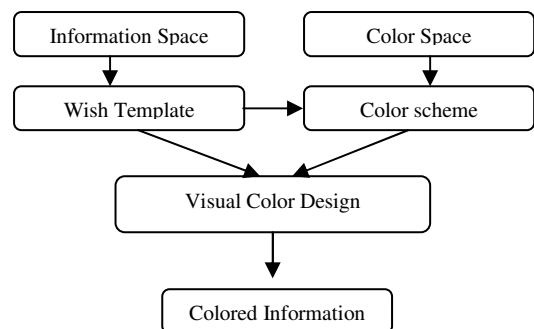 Information Space
Color Space
Wish Template
Color scheme
Visual Color Design
Colored Information